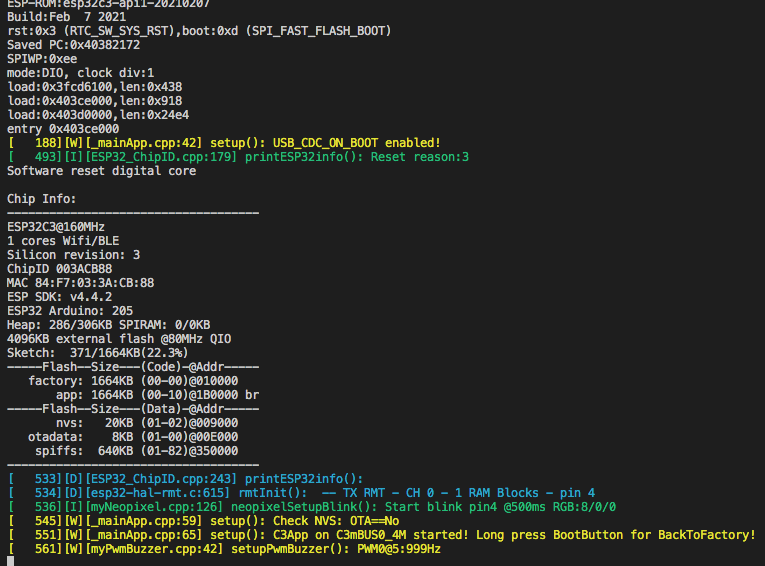 ESP-ROM:esp32c3-api1-20210207
Build:Feb  7 2021
rst:0x3 (RTC_SW_SYS_RST),boot:0xd (SPI_FAST_FLASH_BOOT)
Saved PC:0x40382172
SPIWP:0xee
mode:DIO, clock div:1
load:0x3fcd6100,len:0x438
load:0x403ce000,len:0x918
load:0x403d0000,len:0x24e4
entry 0x403ce000
[   188][W][_mainApp.cpp:42] setup(): USB_CDC_ON_BOOT enabled!
[   493][I][ESP32_ChipID.cpp:179] printESP32info(): Reset reason:3
Software reset digital core
Chip Info:
------------------------------------
ESP32C3@160MHz
1 cores Wifi/BLE
Silicon revision: 3
ChipID 003ACB88
MAC 84:F7:03:3A:CB:88
ESP SDK: v4.4.2
ESP32 Arduino: 205
Heap: 286/306KB SPIRAM: 0/0KB
4096KB external flash @80MHz QIO
Sketch:  371/1664KB(22.3%)
-----Flash--Size---(Code)-@Addr-----
   factory: 1664KB (00-00)@010000
       app: 1664KB (00-10)@1B0000 br
-----Flash--Size---(Data)-@Addr-----
       nvs:   20KB (01-02)@009000
   otadata:    8KB (01-00)@00E000
    spiffs:  640KB (01-82)@350000
------------------------------------
[   533][D][ESP32_ChipID.cpp:243] printESP32info():
[   534][D][esp32-hal-rmt.c:615] rmtInit():  -- TX RMT - CH 0 - 1 RAM Blocks - pin 4
[   536][I][myNeopixel.cpp:126] neopixelSetupBlink(): Start blink pin4 @500ms RGB:8/0/0
[   545][W][_mainApp.cpp:59] setup(): Check NVS: OTA==No
[   551][W][_mainApp.cpp:65] setup(): C3App on C3mBUS0_4M started! Long press BootButton for BackToFactory!
[   561][W][myPwmBuzzer.cpp:42] setupPwmBuzzer(): PWM0@5:999Hz